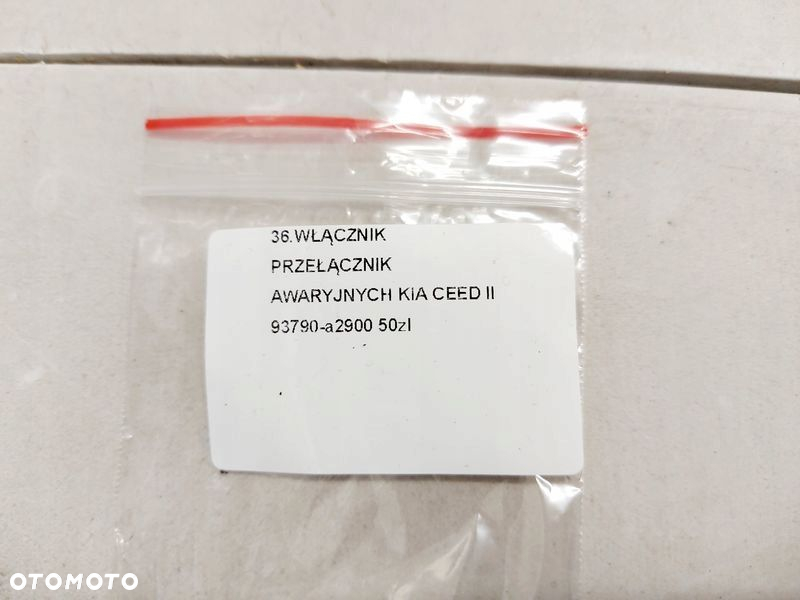 36.WŁĄCZNIK
PRZEŁĄCZNIK
AWARYJNYCH KIA CEED II
93790-a2900 50zl
OTOMOTO